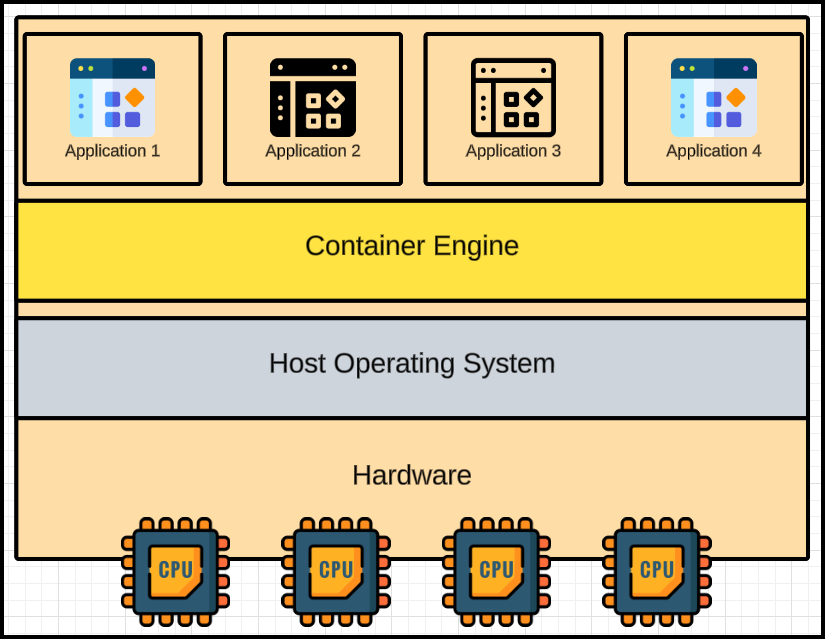 Application 1
Application 2
Application 3
Application 4
Container Engine
Host Operating System
Hardware
CPU
CPU
CPU
CPU